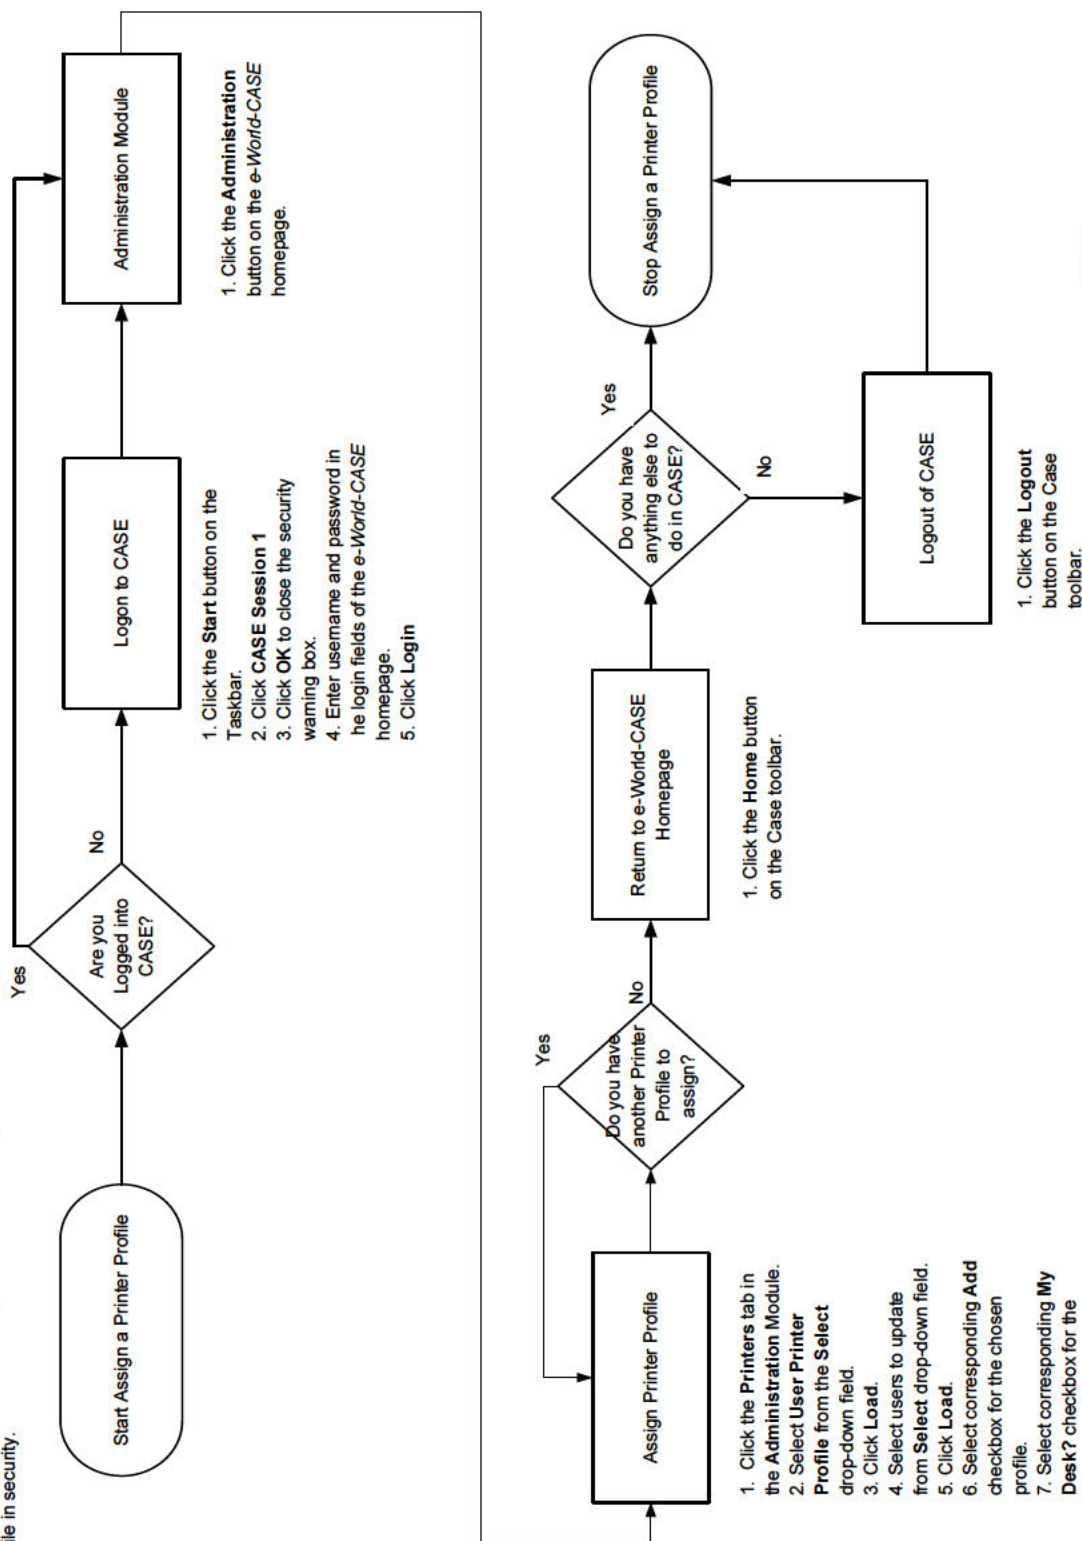 ile in security.
Start Assign a Printer Profile
Are you
Logged into
CASE?
Yes
No
Logon to CASE
1. Click the Start button on the
Taskbar.
2. Click CASE Session 1
3. Click OK to close the security
warning box.
4. Enter username and password in
he login fields of the e-World-CASE
homepage.
5. Click Login
Administration Module
1. Click the Administration
button on the e-World-CASE
homepage.
Assign Printer Profile
1. Click the Printers tab in
the Administration Module.
2. Select User Printer
Profile from the Select
drop-down field.
3. Click Load.
4. Select users to update
from Select drop-down field.
5. Click Load.
6. Select corresponding Add
checkbox for the chosen
profile.
7. Select corresponding My
Desk? checkbox for the
Do you have
another Printer
Profile to
assign?
Yes
No
Return to e-World-CASE
Homepage
1. Click the Home button
on the Case toolbar.
Do you have
anything else to
do in CASE?
Yes
No
Logout of CASE
1. Click the Logout
button on the Case
toolbar.
Stop Assign a Printer Profile